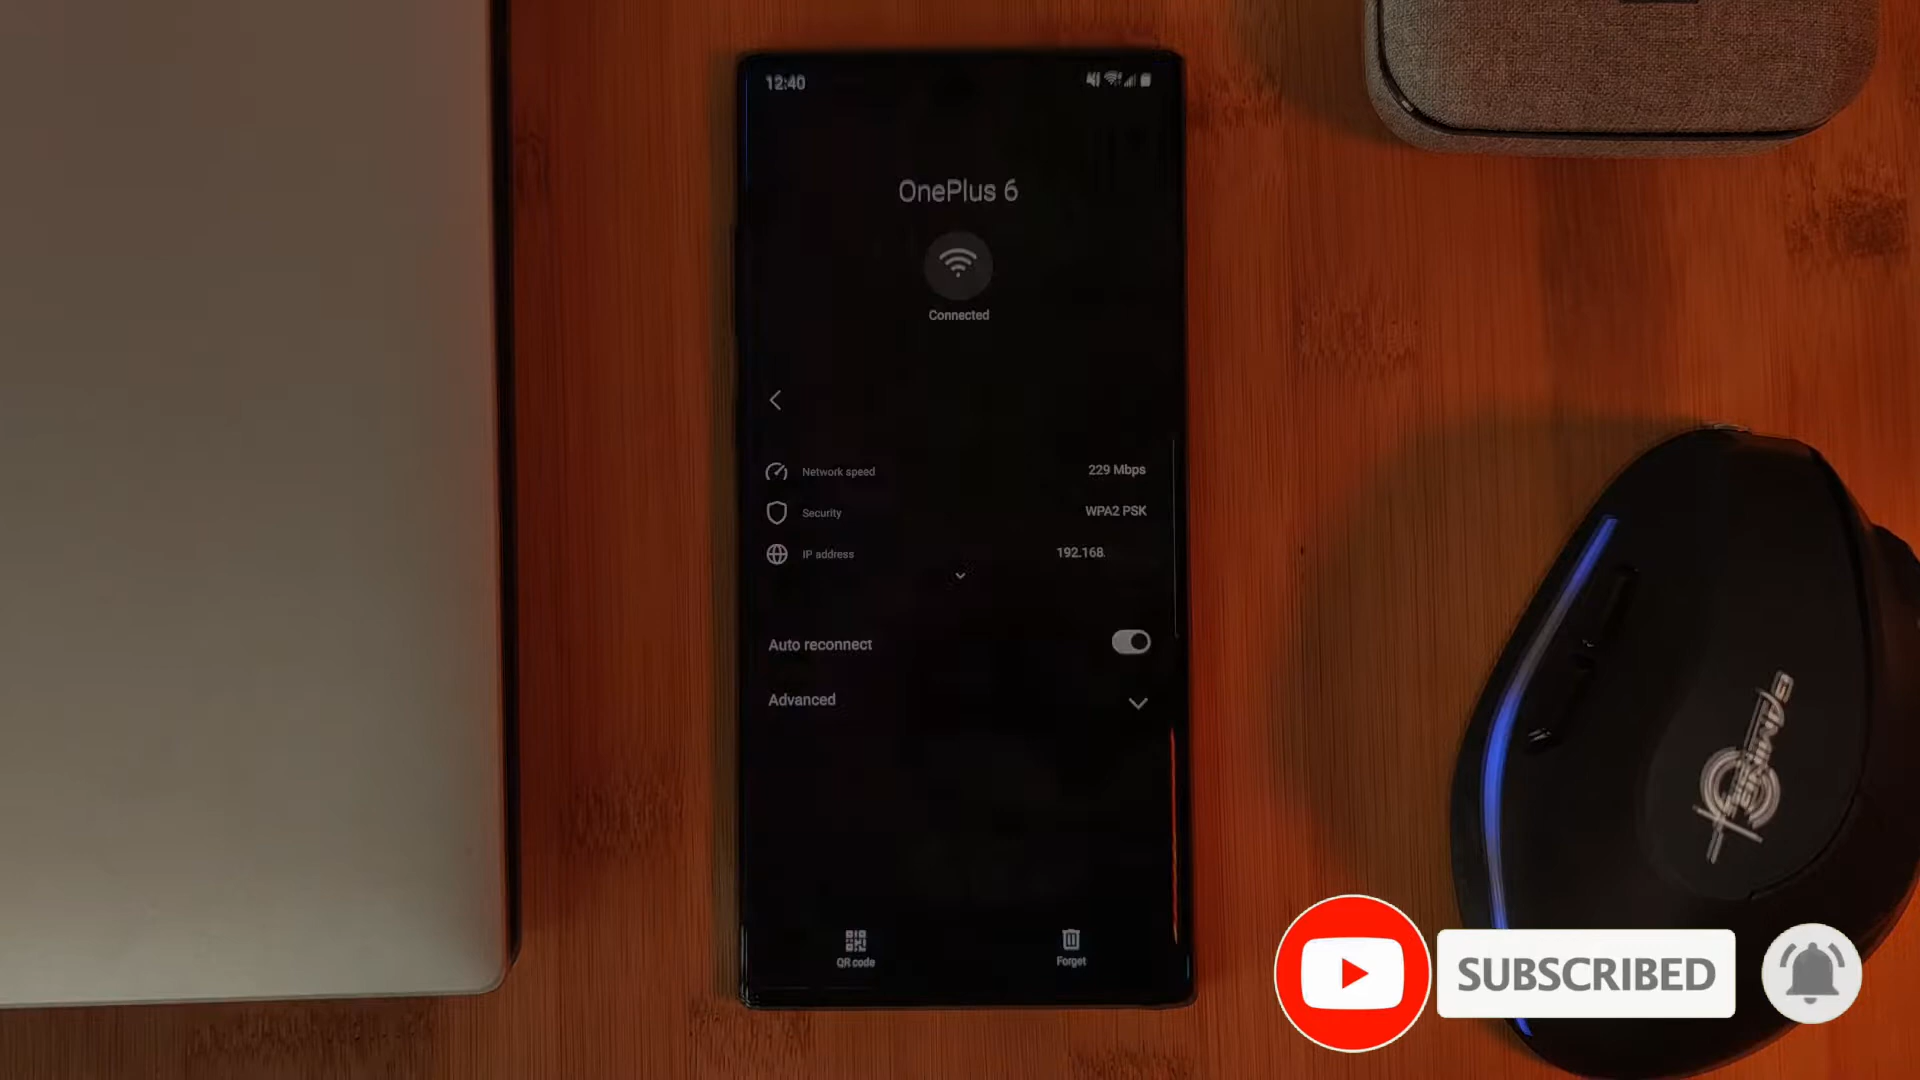 12:40
OnePlus 6
Connected
Network speed 229 Mbps
Security WPA2 PSK
IP address 192.168.
Auto reconnect
Advanced
QR code Forget
GAMING
SUBSCRIBED